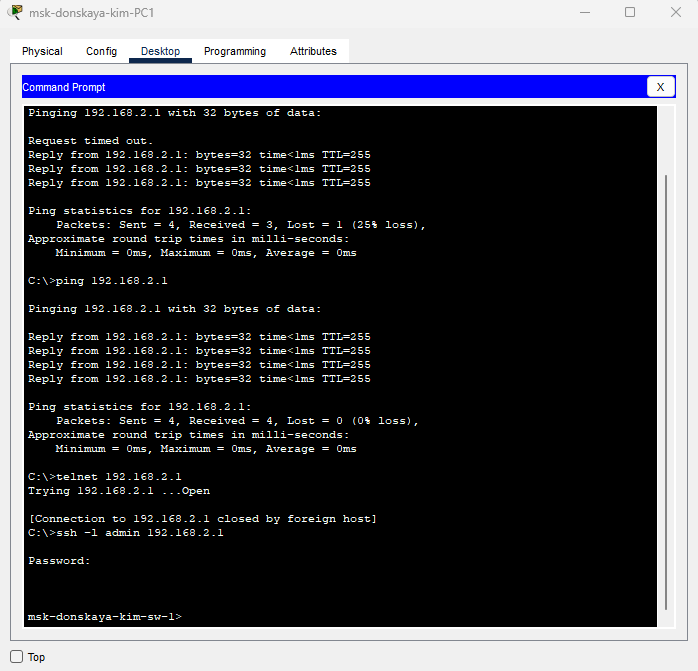 msk-donskaya-kim-PC1
Physical Config Desktop Programming Attributes
Command Prompt X
Pinging 192.168.2.1 with 32 bytes of data:
Request timed out.
Reply from 192.168.2.1: bytes=32 time<1ms TTL=255
Reply from 192.168.2.1: bytes=32 time<1ms TTL=255
Reply from 192.168.2.1: bytes=32 time<1ms TTL=255
Ping statistics for 192.168.2.1:
Packets: Sent = 4, Received = 3, Lost = 1 (25% loss),
Approximate round trip times in milli-seconds:
Minimum = 0ms, Maximum = 0ms, Average = 0ms
C:\>ping 192.168.2.1
Pinging 192.168.2.1 with 32 bytes of data:
Reply from 192.168.2.1: bytes=32 time<1ms TTL=255
Reply from 192.168.2.1: bytes=32 time<1ms TTL=255
Reply from 192.168.2.1: bytes=32 time<1ms TTL=255
Reply from 192.168.2.1: bytes=32 time<1ms TTL=255
Ping statistics for 192.168.2.1:
Packets: Sent = 4, Received = 4, Lost = 0 (0% loss),
Approximate round trip times in milli-seconds:
Minimum = 0ms, Maximum = 0ms, Average = 0ms
C:\>telnet 192.168.2.1
Trying 192.168.2.1 ...Open
[Connection to 192.168.2.1 closed by foreign host]
C:\>ssh -l admin 192.168.2.1
Password:
msk-donskaya-kim-sw-1>
Top